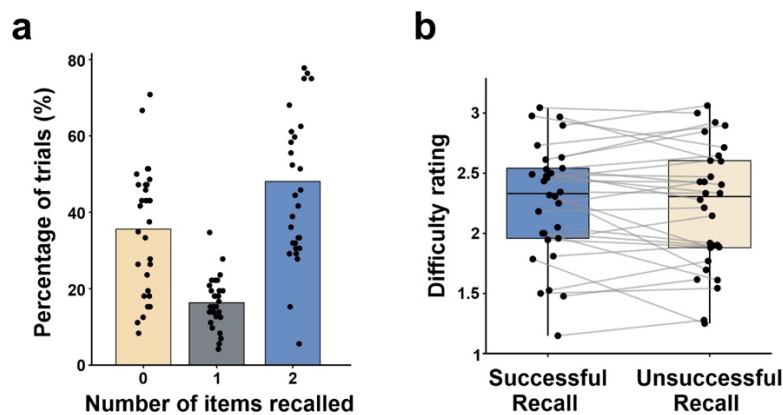 a
80
60
40
20
0
Percentage of trials (%)
0 1 2
Number of items recalled
b
3
2.5
2
1.5
1
Difficulty rating
Successful Unsuccessful
Recall Recall